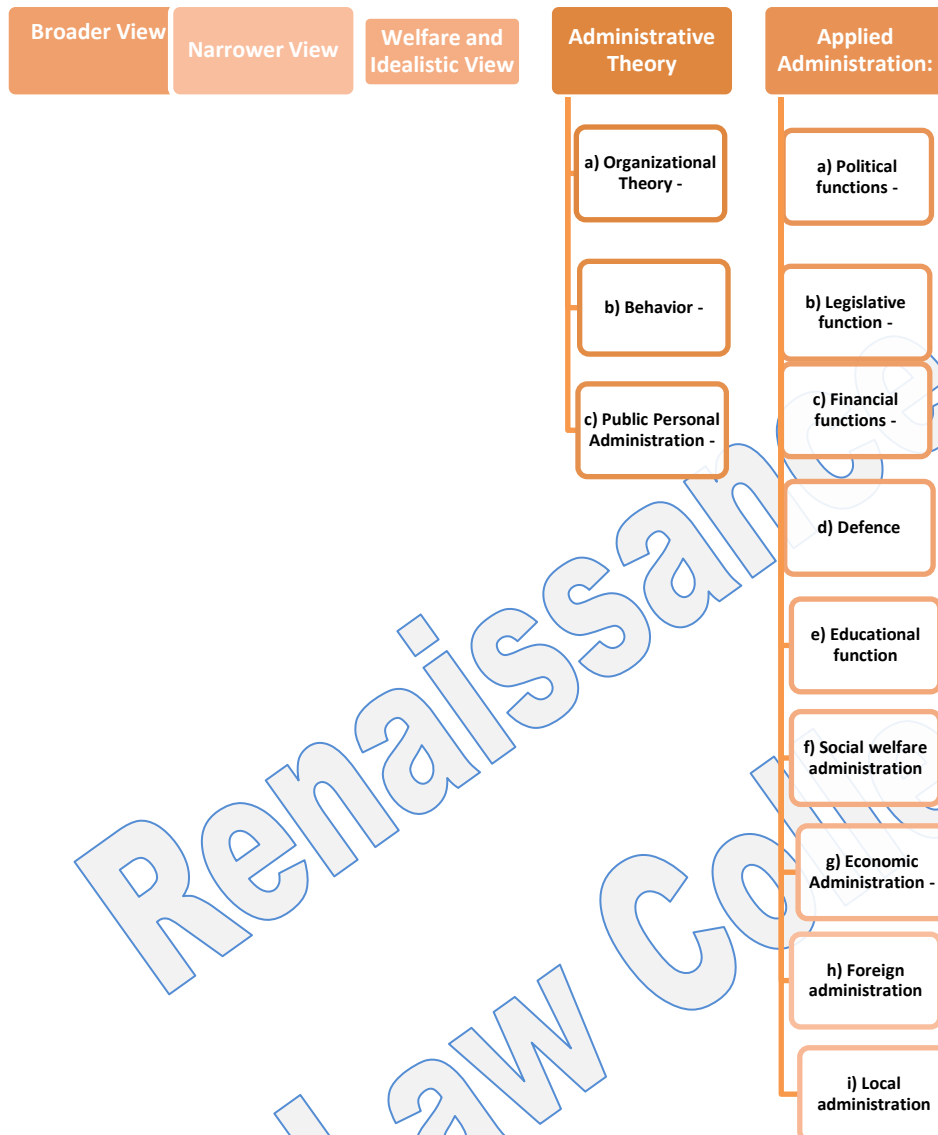 Broader View
Narrower View
Welfare and
Idealistic View
Administrative
Theory
a) Organizational
Theory -
b) Behavior -
c) Public Personal
Administration -
Applied
Administration:
a) Political
functions -
b) Legislative
function -
c) Financial
functions -
d) Defence
e) Educational
function
f) Social welfare
administration
g) Economic
Administration -
h) Foreign
administration
i) Local
administration
Renaissance
Law Colle